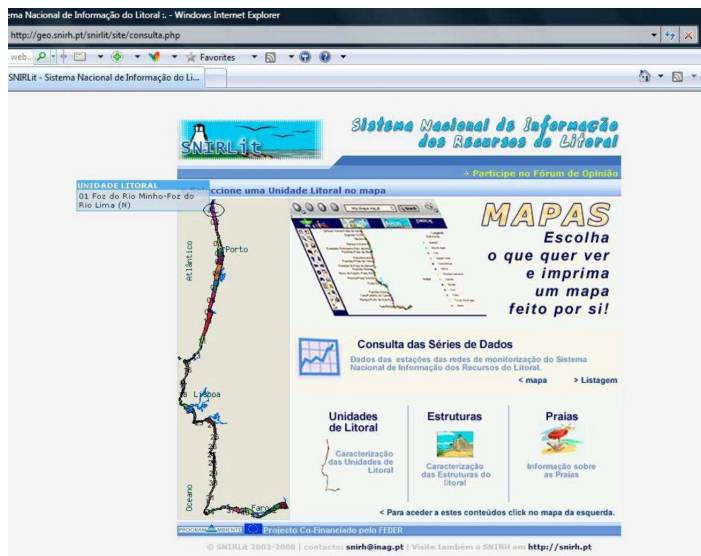 ema Nacional de Informação do Litoral :. - Windows Internet Explorer
http://geo.snirh.pt/snirlit/site/consulta.php
web..
Favorites
SNIRLit - Sistema Nacional de Informação do Li...
SNIRLit
Sistema Nacional de Informação
dos Recursos do Litoral
Participe no Fórum de Opinião
UNIDADE LITORAL
01 Foz do Rio Minho-Foz do
Rio Lima (N)
ccione uma Unidade Litoral no mapa
Atlântico
Porto
Lisboa
Oceano
Faro
MAPAS
Escolha
o que quer ver
e imprima
um mapa
feito por si!
Consulta das Séries de Dados
Dados das estações das redes de monitorização do Sistema
Nacional de Informação dos Recursos do
Litoral.
< mapa > Listagem
Unidades
de Litoral
Caracterização
das Unidades de
Litoral
Estruturas
Caracterização
das Estruturas do
litoral
Praias
Informação sobre
as Praias
< Para aceder a estes conteúdos click no mapa da esquerda.
PROGRAMA AMBIENTE Projecto Co-Financiado pelo FEDER
© SNIRLit 2003-2008 | contacto: snirh@inag.pt | Visite também o SNIRH em http://snirh.pt